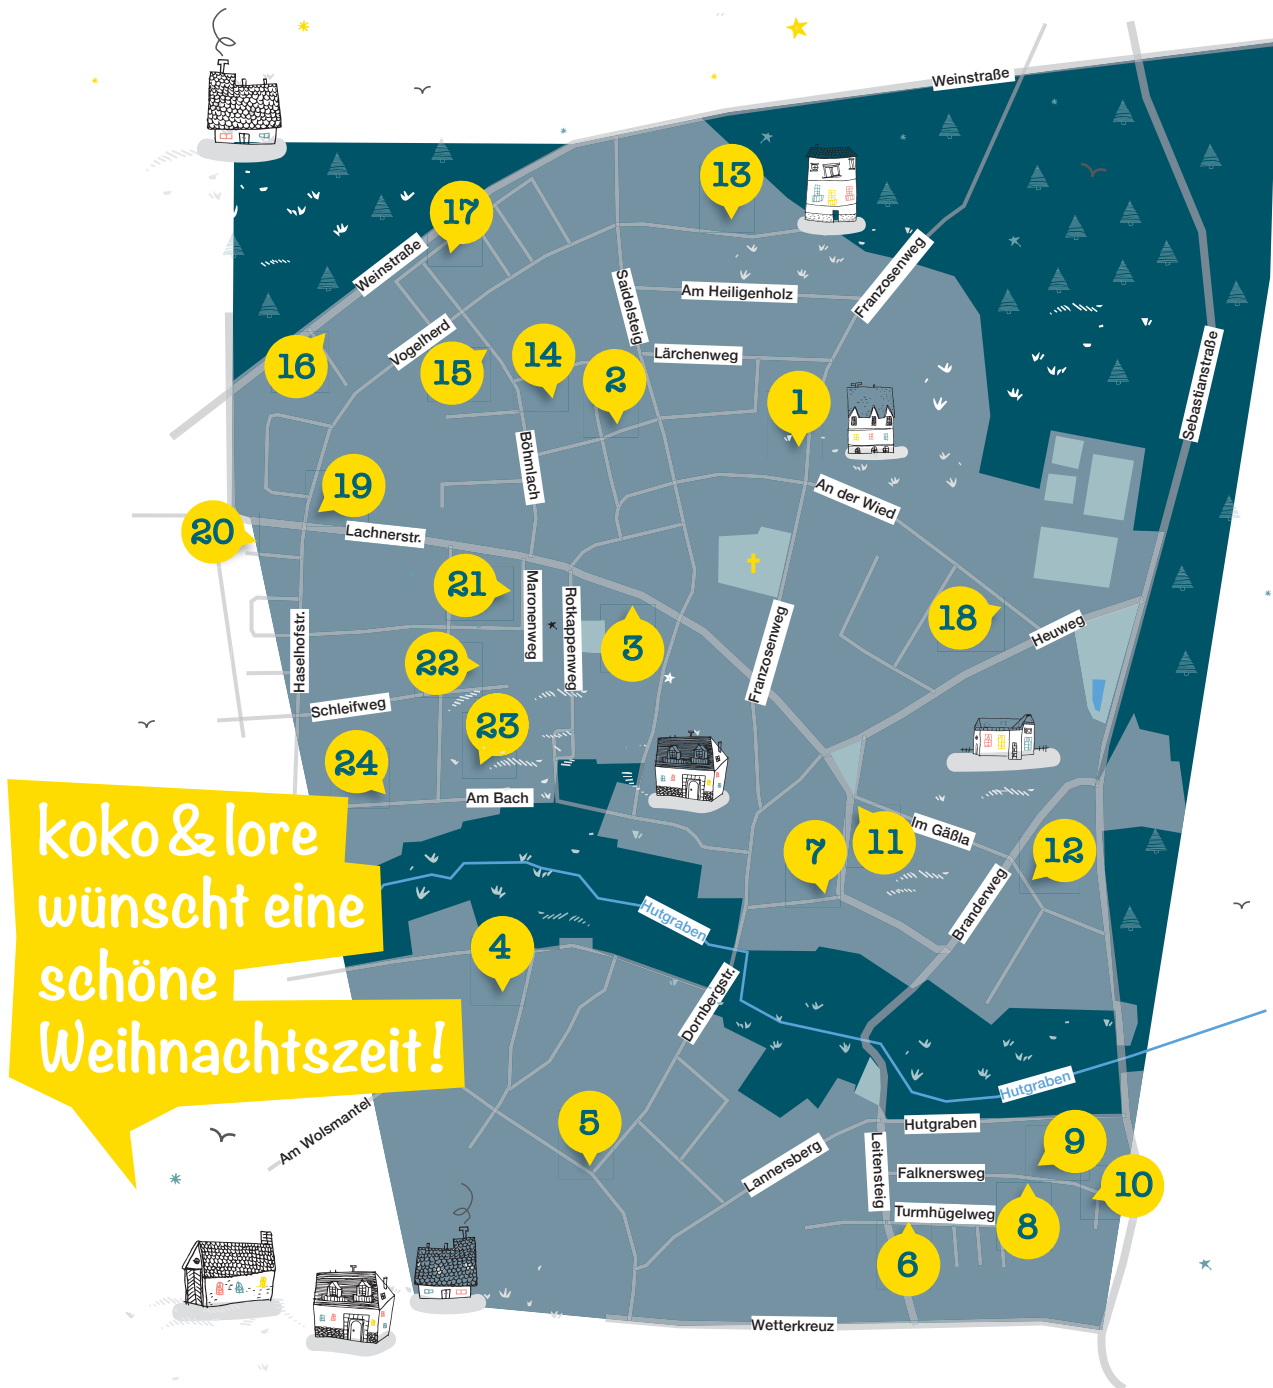 Weinstraße
13
17
Weinstraße
Franzosenweg
Saidelsteig
Am Heiligenholz
Vogelherd
Lärchenweg
16
15
14
2
1
Sebastianstraße
Böhmlach
19
An der Wied
20
Lachnerstr.
21
Maronenweg
Rotkappenweg
18
Heuweg
Haselhofstr.
22
3
Franzosenweg
Schleifweg
23
24
Am Bach
koko & lore
wünscht eine
schöne
Weihnachtszeit!
7
11
Im Gäßla
12
Branderweg
Hutgraben
4
Dornbergstr.
Hutgraben
5
Am Wolsmantel
Hutgraben
9
Lannersberg
Leitensteig
Falknersweg
10
Turmhügelweg
8
6
Wetterkreuz